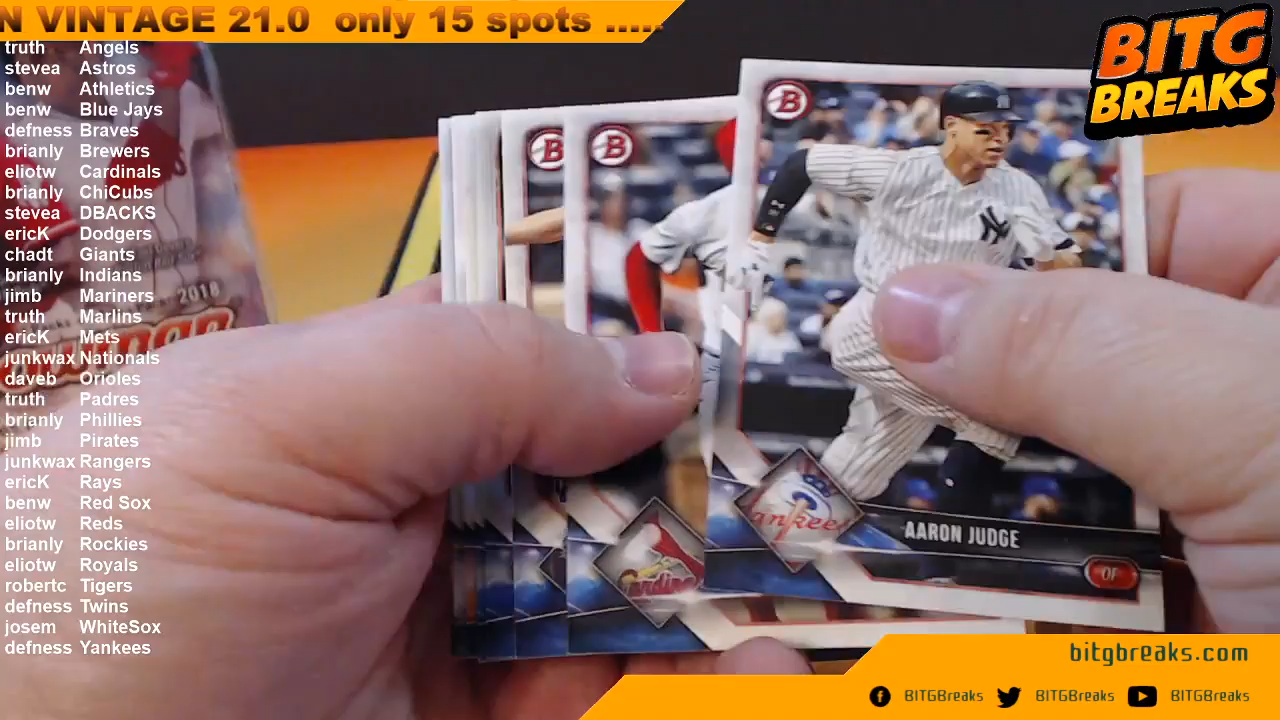 N VINTAGE 21.0 only 15 spots .....
BITG
BREAKS
truth Angels
stevea Astros
benw Athletics
benw Blue Jays
defness Braves
brianly Brewers
eliotw Cardinals
brianly ChiCubs
stevea DBACKS
ericK Dodgers
chadt Giants
brianly Indians
jimb Mariners
truth Marlins
ericK Mets
junkwax Nationals
daveb Orioles
truth Padres
brianly Phillies
jimb Pirates
junkwax Rangers
ericK Rays
benw Red Sox
eliotw Reds
brianly Rockies
eliotw Royals
robertc Tigers
defness Twins
josem WhiteSox
defness Yankees
2018
B
B
B
NY
Yankees
AARON JUDGE
OF
bitgbreaks.com
BITGBreaks BITGBreaks BITGBreaks